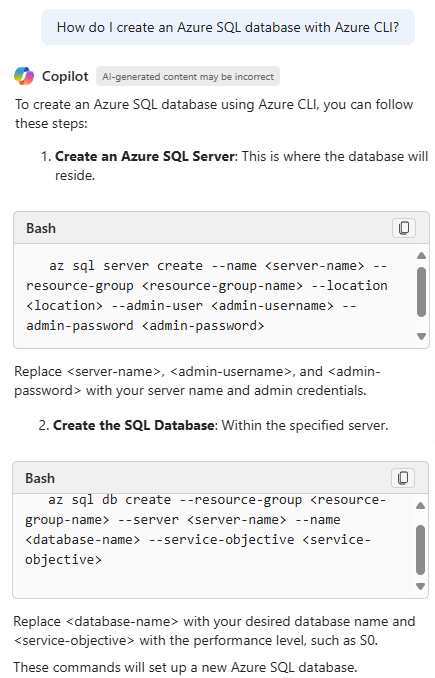 How do I create an Azure SQL database with Azure CLI?
Copilot AI-generated content may be incorrect
To create an Azure SQL database using Azure CLI, you can follow
these steps:
1. Create an Azure SQL Server: This is where the database will
reside.
Bash
az sql server create --name <server-name> --
resource-group <resource-group-name> --location
<location> --admin-user <admin-username> --
admin-password <admin-password>
Replace <server-name>, <admin-username>, and <admin-
password> with your server name and admin credentials.
2. Create the SQL Database: Within the specified server.
Bash
az sql db create --resource-group <resource-
group-name> --server <server-name> --name
<database-name> --service-objective <service-
objective>
Replace <database-name> with your desired database name and
<service-objective> with the performance level, such as S0.
These commands will set up a new Azure SQL database.